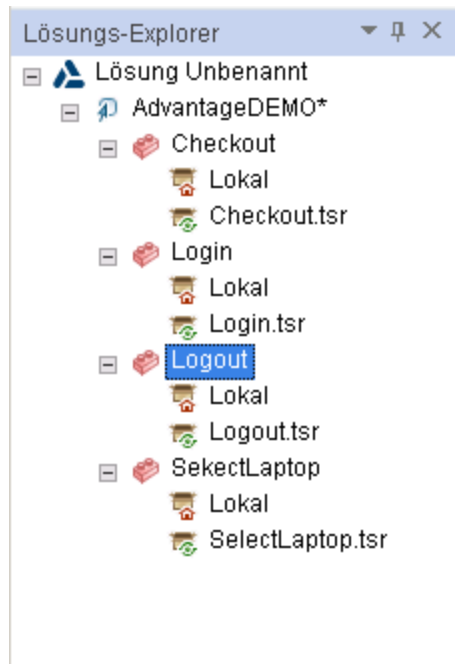 Lösungs-Explorer
Lösung Unbenannt
AdvantageDEMO*
Checkout
Lokal
Checkout.tsr
Login
Lokal
Login.tsr
Logout
Lokal
Logout.tsr
SekectLaptop
Lokal
SelectLaptop.tsr